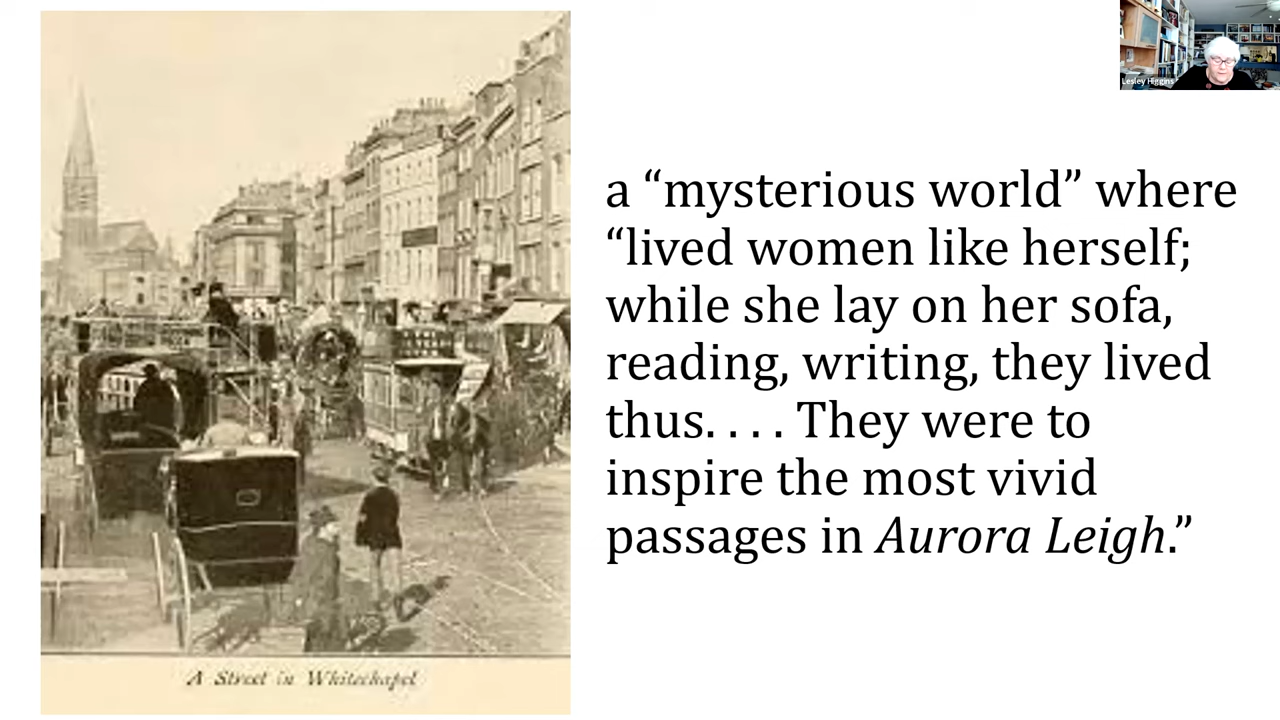 Lesley Higgins
a “mysterious world” where
“lived women like herself;
while she lay on her sofa,
reading, writing, they lived
thus. . . . They were to
inspire the most vivid
passages in Aurora Leigh.”
A Street in Whitechapel